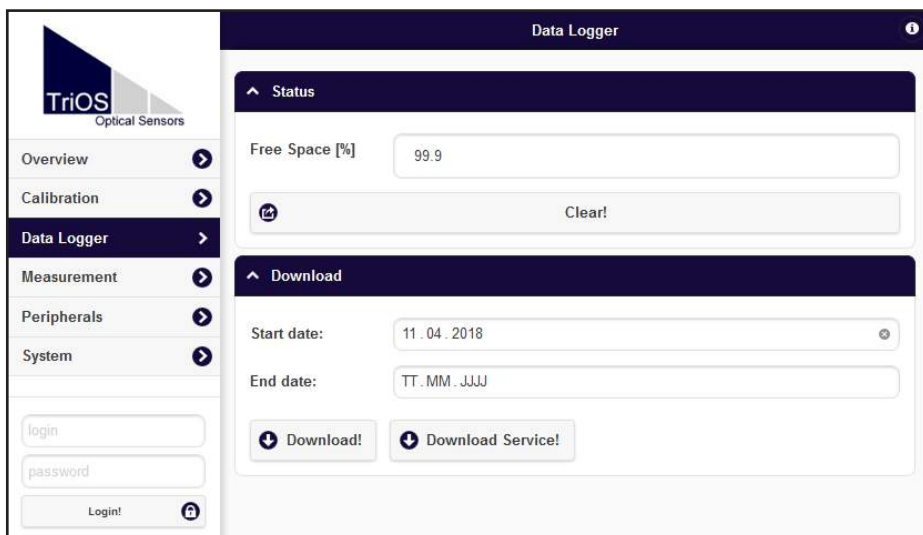 TriOS
Optical Sensors
Overview
Calibration
Data Logger
Measurement
Peripherals
System
login
password
Login!
Data Logger
Status
Free Space [%]
99.9
Clear!
Download
Start date:
11 . 04 . 2018
End date:
TT . MM . JJJJ
Download!
Download Service!